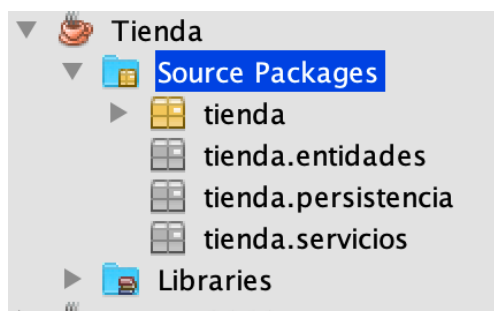 Tienda
Source Packages
tienda
tienda.entidades
tienda.persistencia
tienda.servicios
Libraries